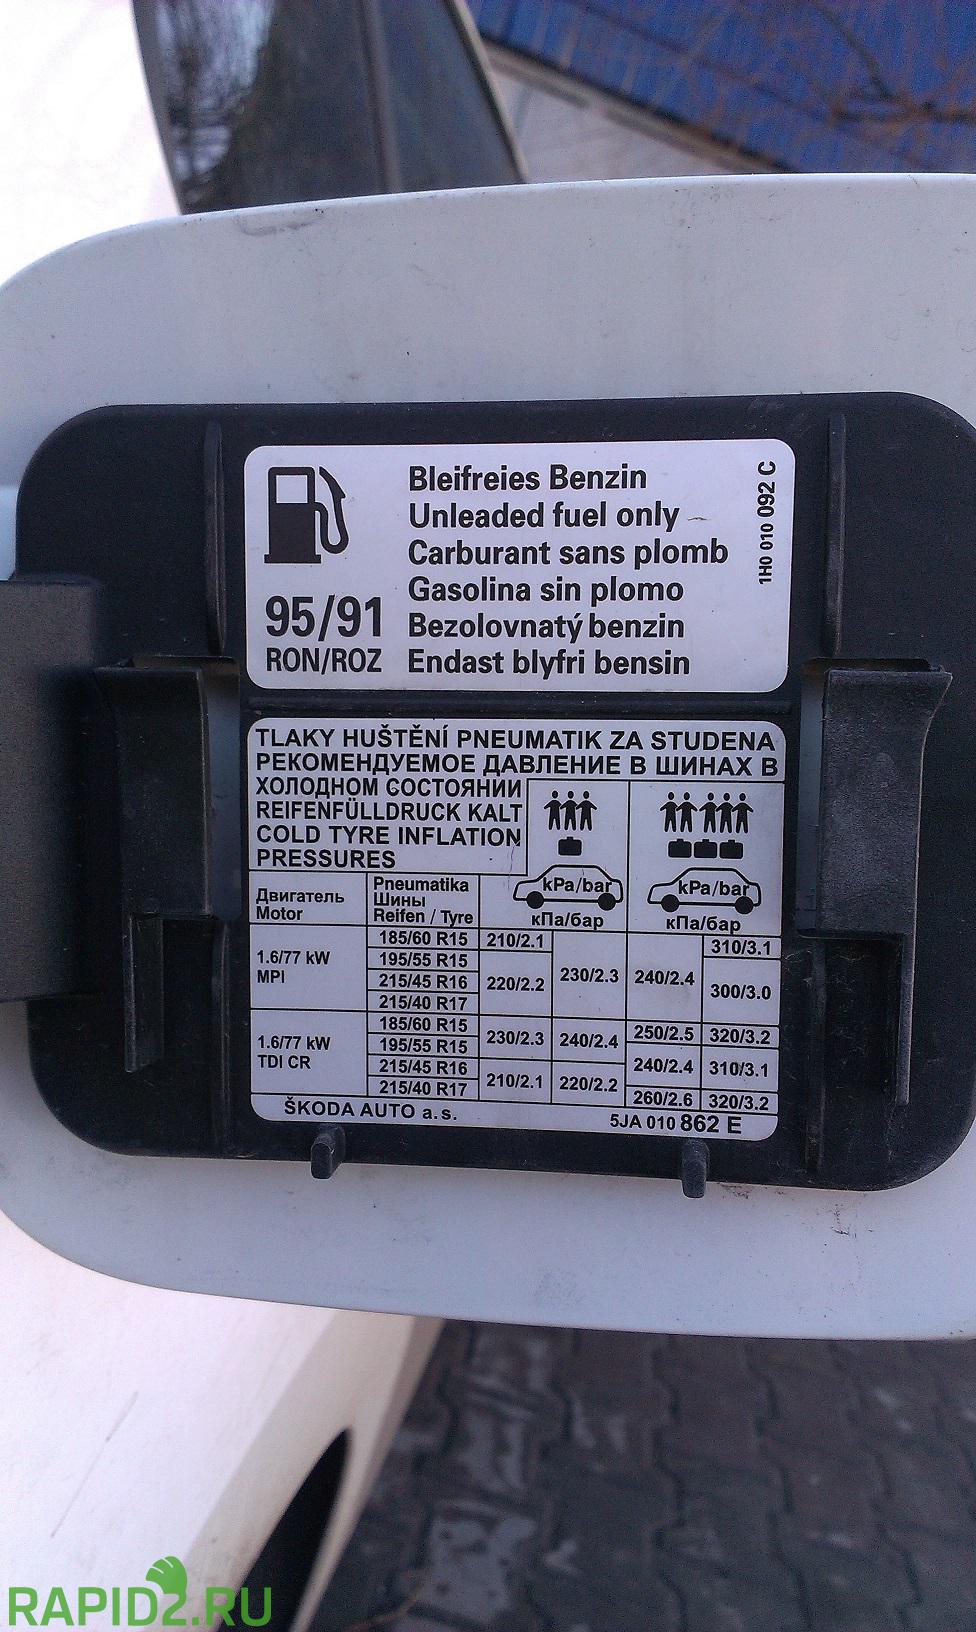 Bleifreies Benzin
Unleaded fuel only
Carburant sans plomb
Gasolina sin plomo
Bezolovnatý benzin
Endast blyfri bensin
95/91
RON/ROZ
1H0 010 092 C
TLAKY HUŠTĚNÍ PNEUMATIK ZA STUDENA
РЕКОМЕНДУЕМОЕ ДАВЛЕНИЕ В ШИНАХ В
ХОЛОДНОМ СОСТОЯНИИ
REIFENFÜLLDRUCK KALT
COLD TYRE INFLATION
PRESSURES
kPa/bar kPa/bar
кПа/бар кПа/бар
Двигатель
Motor
Pneumatika
Шины
Reifen / Tyre
1.6/77 kW
MPI
185/60 R15 210/2.1 310/3.1
195/55 R15
215/45 R16 220/2.2 230/2.3 240/2.4 300/3.0
215/40 R17
1.6/77 kW
TDI CR
185/60 R15 230/2.3 240/2.4 250/2.5 320/3.2
195/55 R15
215/45 R16 210/2.1 220/2.2 240/2.4 310/3.1
215/40 R17 260/2.6 320/3.2
ŠKODA AUTO a.s. 5JA 010 862 E
RAPID2.RU